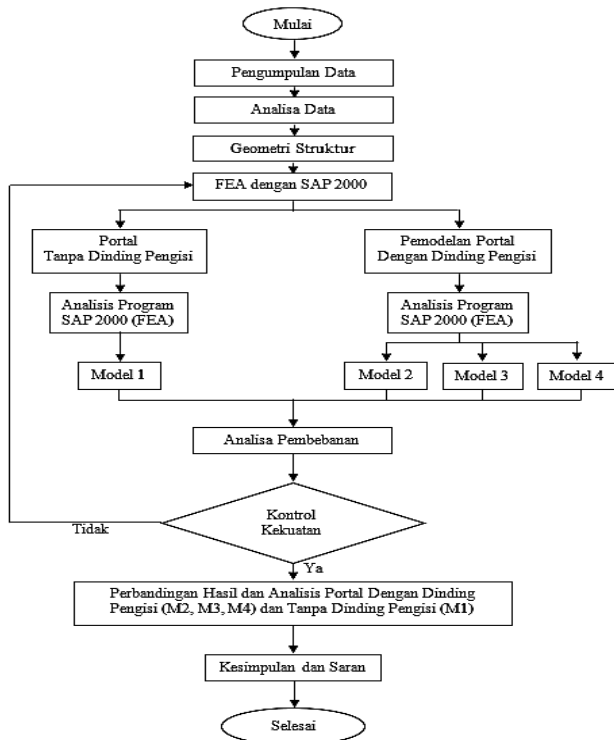 Mulai
Pengumpulan Data
Analisa Data
Geometri Struktur
FEA dengan SAP 2000
Portal
Tanpa Dinding Pengisi
Pemodelan Portal
Dengan Dinding Pengisi
Analisis Program
SAP 2000 (FEA)
Analisis Program
SAP 2000 (FEA)
Model 1
Model 2
Model 3
Model 4
Analisa Pembebanan
Kontrol
Kekuatan
Tidak
Ya
Perbandingan Hasil dan Analisis Portal Dengan Dinding
Pengisi (M2, M3, M4) dan Tanpa Dinding Pengisi (M1)
Kesimpulan dan Saran
Selesai